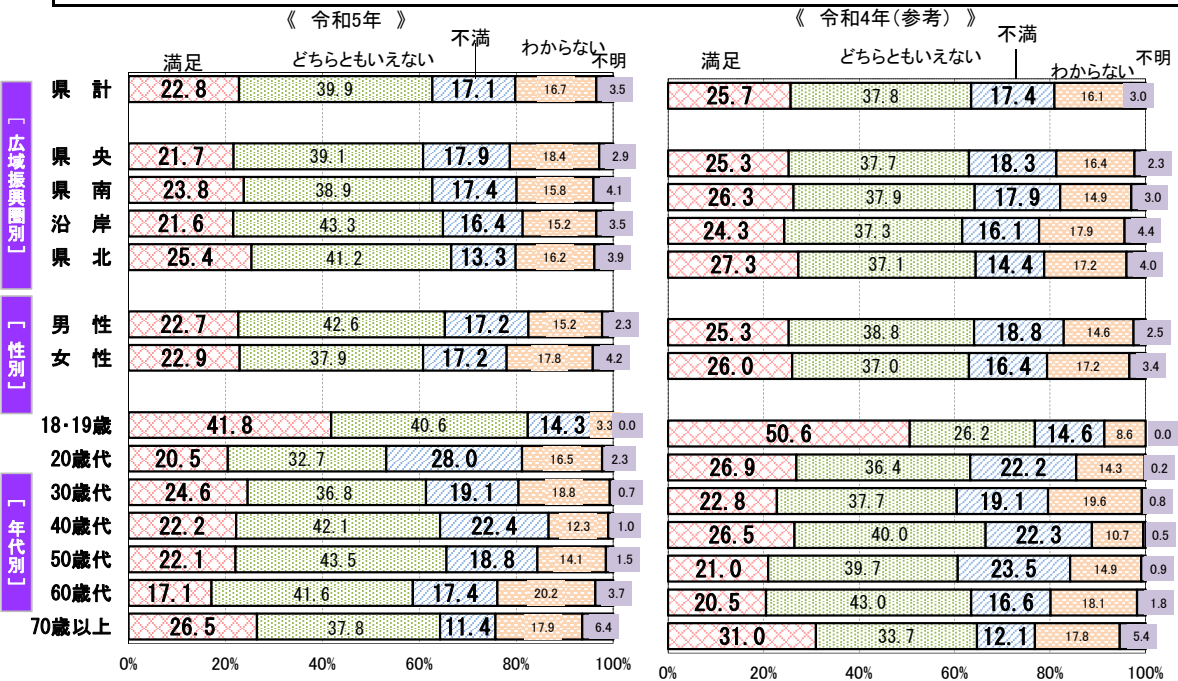 《 令和5年 》
《 令和4年(参考) 》
満足 どちらともいえない 不満 わからない 不明
満足 どちらともいえない 不満 わからない 不明
[ 広域振興圏別 ]
県 計 22.8 39.9 17.1 16.7 3.5 25.7 37.8 17.4 16.1 3.0
県 央 21.7 39.1 17.9 18.4 2.9 25.3 37.7 18.3 16.4 2.3
県 南 23.8 38.9 17.4 15.8 4.1 26.3 37.9 17.9 14.9 3.0
沿 岸 21.6 43.3 16.4 15.2 3.5 24.3 37.3 16.1 17.9 4.4
県 北 25.4 41.2 13.3 16.2 3.9 27.3 37.1 14.4 17.2 4.0
[ 性別 ]
男 性 22.7 42.6 17.2 15.2 2.3 25.3 38.8 18.8 14.6 2.5
女 性 22.9 37.9 17.2 17.8 4.2 26.0 37.0 16.4 17.2 3.4
[ 年代別 ]
18・19歳 41.8 40.6 14.3 3.3 0.0 50.6 26.2 14.6 8.6 0.0
20歳代 20.5 32.7 28.0 16.5 2.3 26.9 36.4 22.2 14.3 0.2
30歳代 24.6 36.8 19.1 18.8 0.7 22.8 37.7 19.1 19.6 0.8
40歳代 22.2 42.1 22.4 12.3 1.0 26.5 40.0 22.3 10.7 0.5
50歳代 22.1 43.5 18.8 14.1 1.5 21.0 39.7 23.5 14.9 0.9
60歳代 17.1 41.6 17.4 20.2 3.7 20.5 43.0 16.6 18.1 1.8
70歳以上 26.5 37.8 11.4 17.9 6.4 31.0 33.7 12.1 17.8 5.4
0% 20% 40% 60% 80% 100%
0% 20% 40% 60% 80% 100%